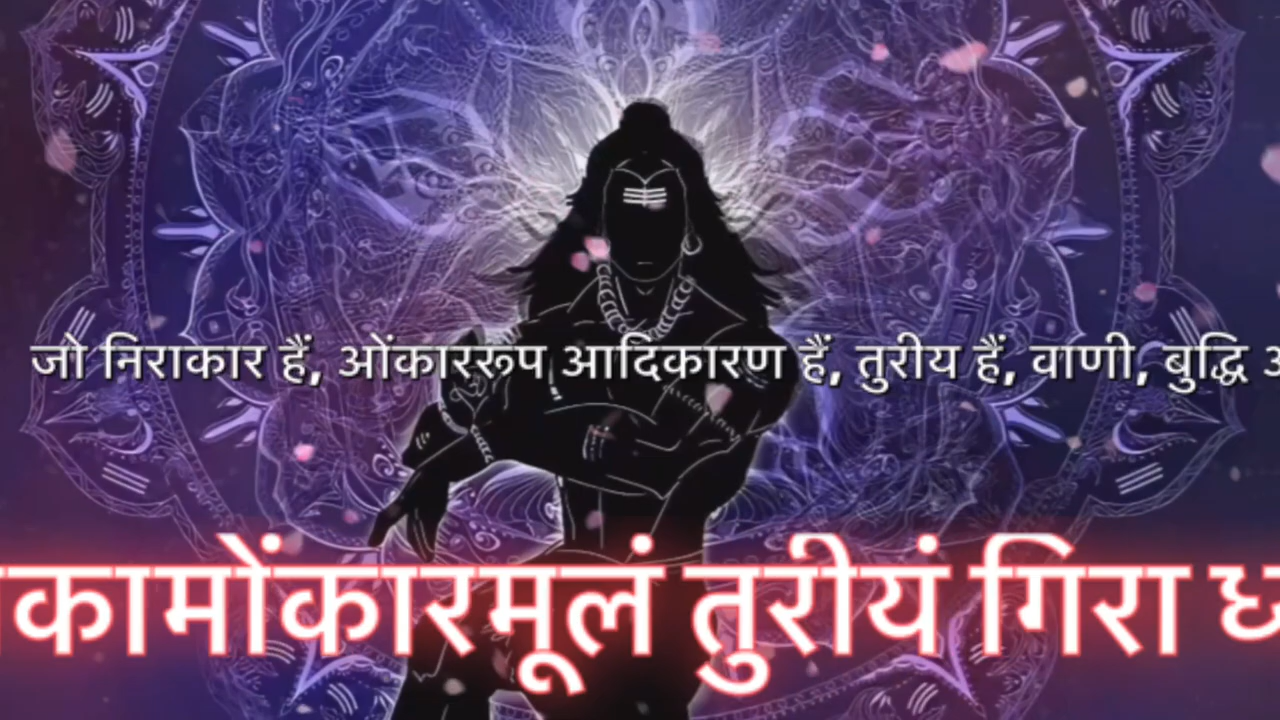 जो निराकार हैं, ओंकाररूप आदिकारण हैं, तुरीय हैं, वाणी, बुद्धि
कामोंकारमूलं तुरीयं गिरा